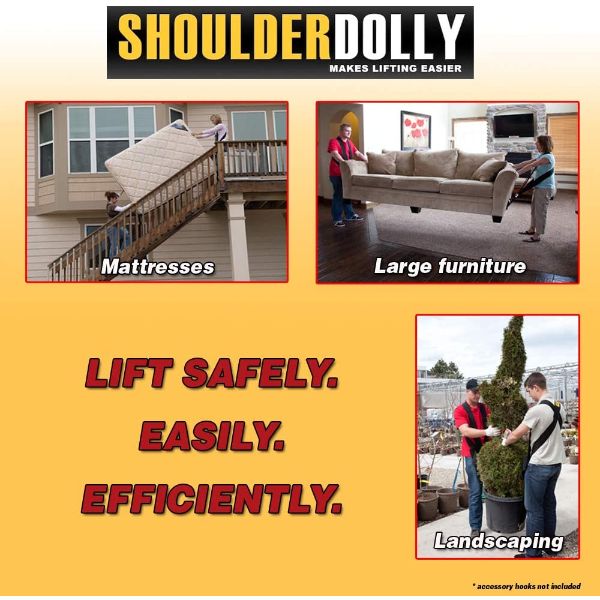 SHOULDERDOLLY
MAKES LIFTING EASIER
Mattresses
Large furniture
LIFT SAFELY.
EASILY.
EFFICIENTLY.
Landscaping
* accessory hooks not included